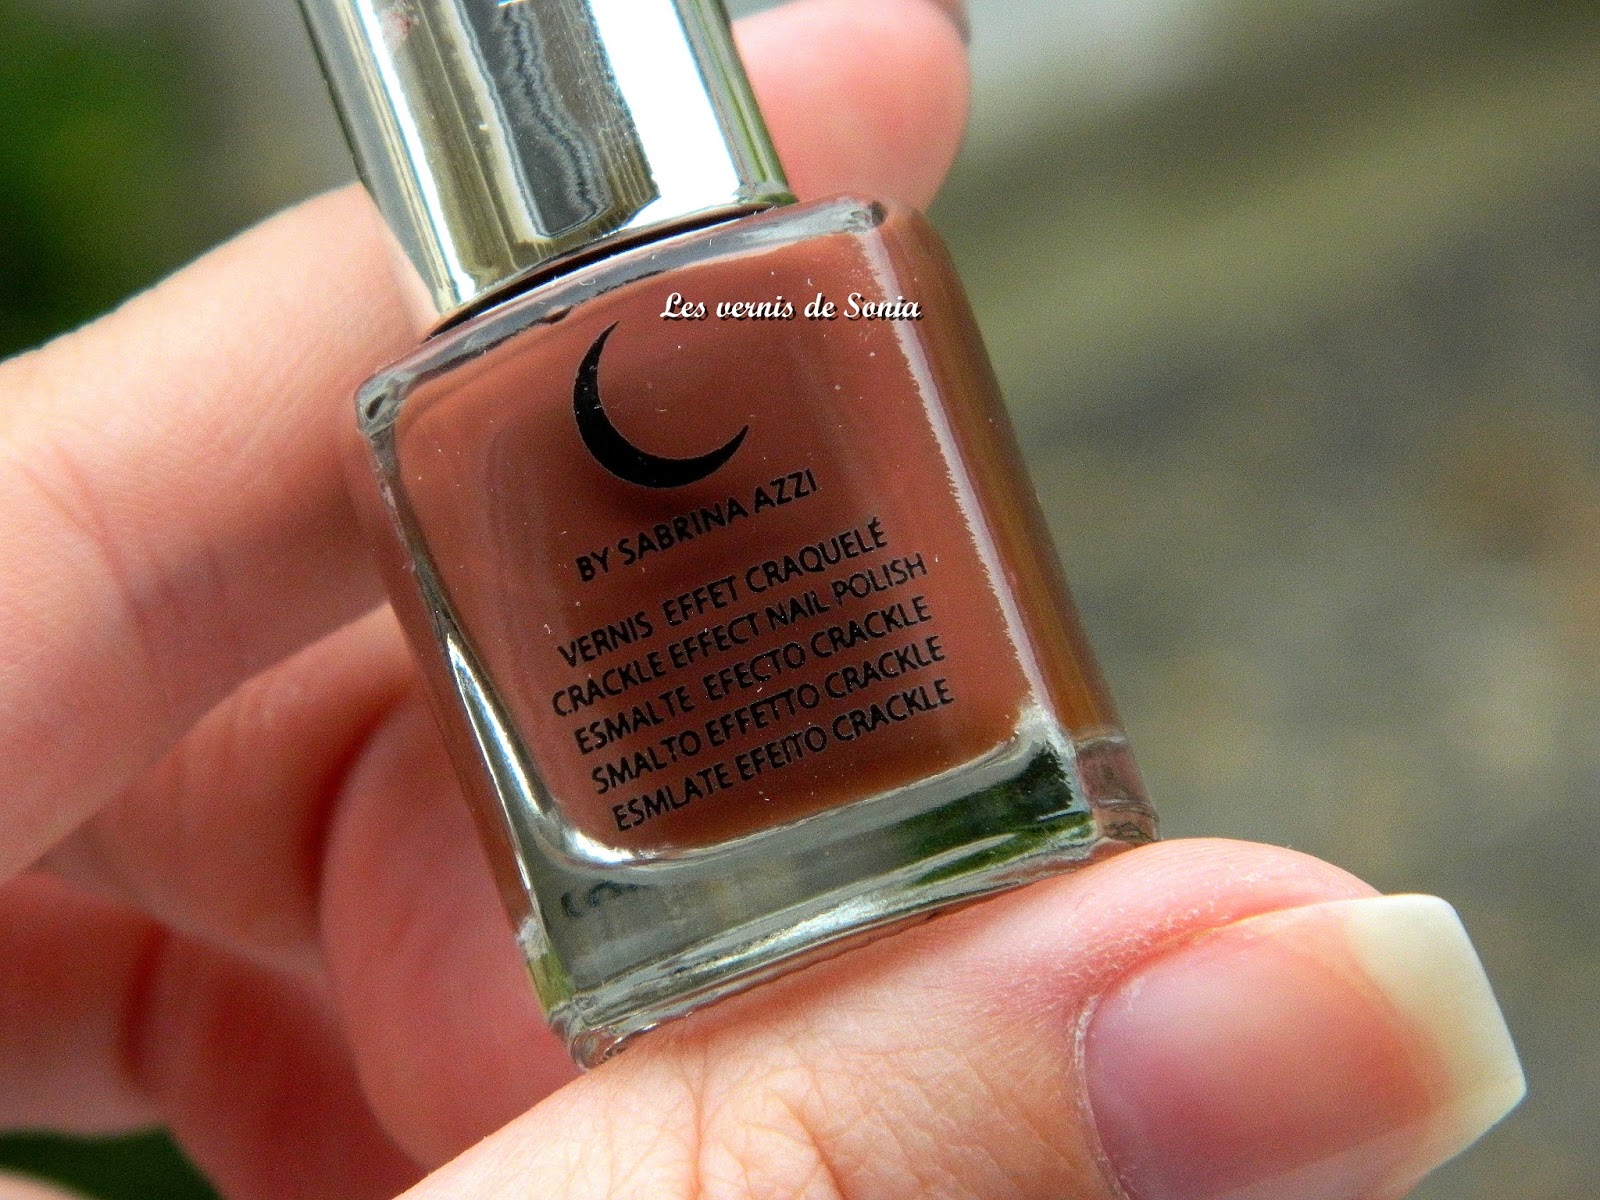 Les vernis de Sonia
BY SABRINA AZZI
VERNIS EFFET CRAQUELÉ
CRACKLE EFFECT NAIL POLISH
ESMALTE EFECTO CRACKLE
SMALTO EFFETTO CRACKLE
ESMLATE EFEITO CRACKLE